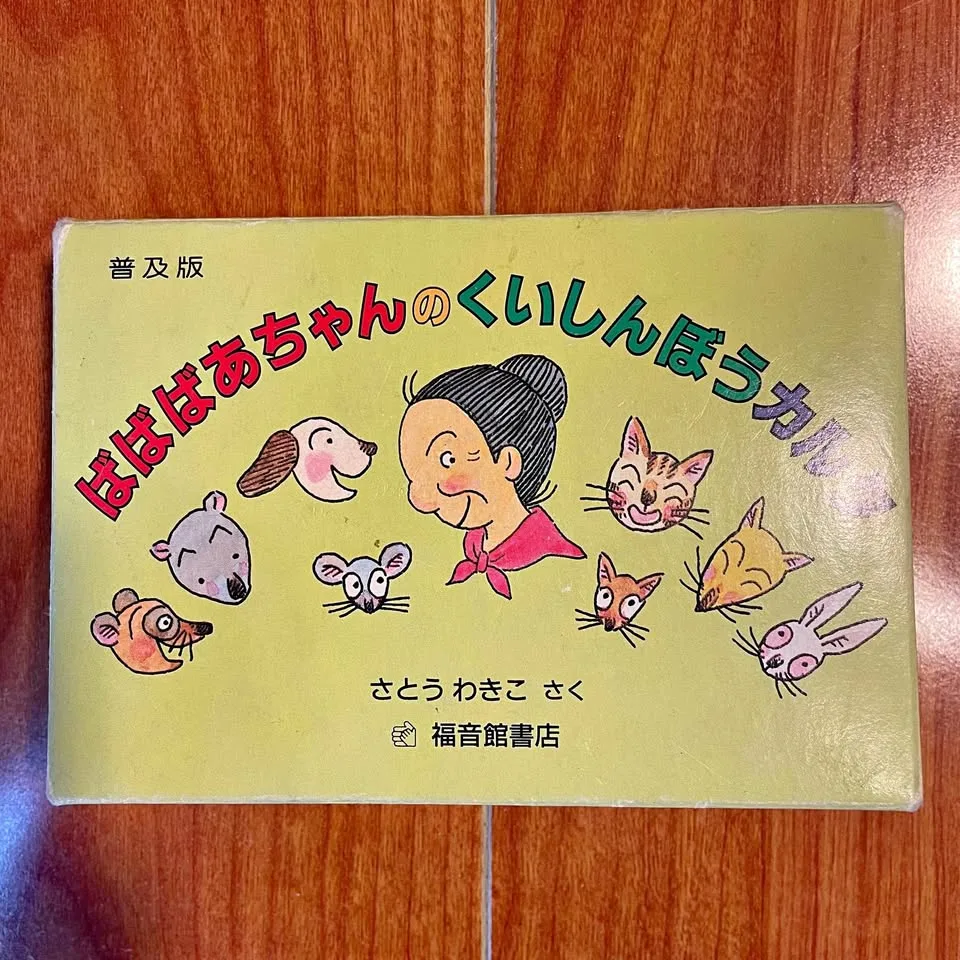 普及版
ばばばあちゃんのくいしんぼうカルタ
さとう わきこ さく
福音館書店